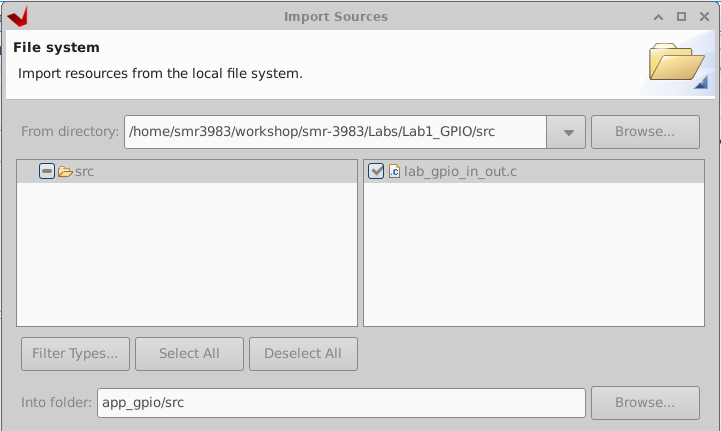 Import Sources
File system
Import resources from the local file system.
From directory: /home/smr3983/workshop/smr-3983/Labs/Lab1_GPIO/src Browse...
src lab_gpio_in_out.c
Filter Types... Select All Deselect All
Into folder: app_gpio/src Browse...